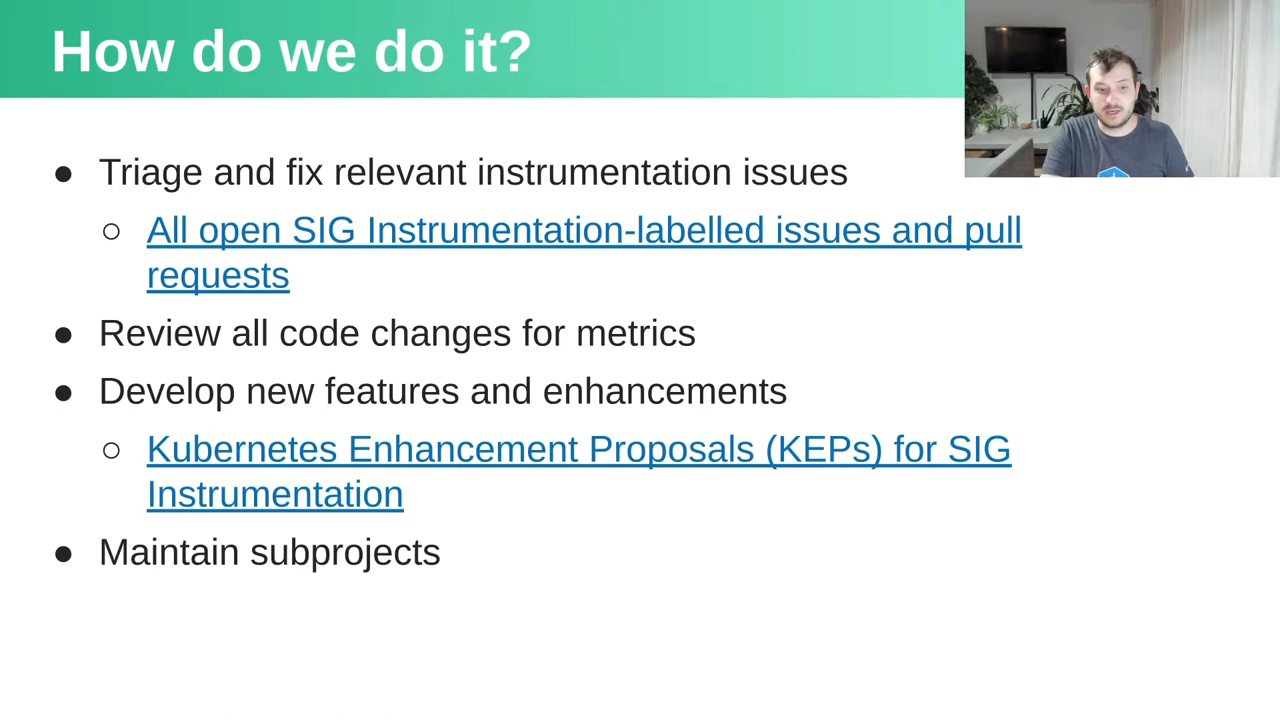 How do we do it?
● Triage and fix relevant instrumentation issues
○ All open SIG Instrumentation-labelled issues and pull
requests
● Review all code changes for metrics
● Develop new features and enhancements
○ Kubernetes Enhancement Proposals (KEPs) for SIG
Instrumentation
● Maintain subprojects